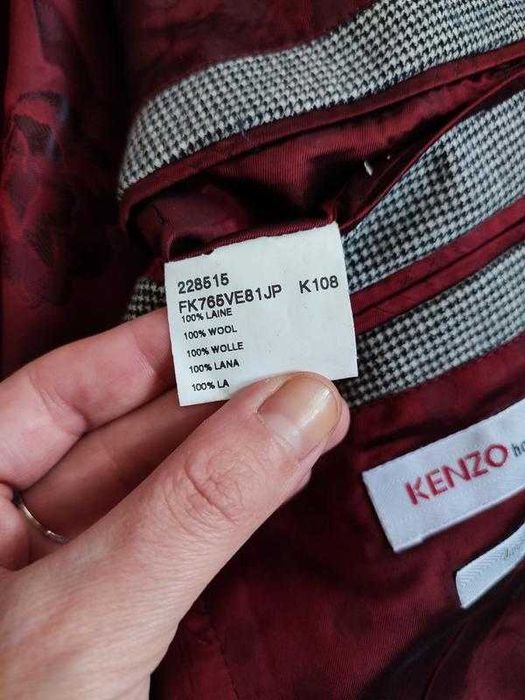 228515
FK765VE81JP K108
100% LAINE
100% WOOL
100% WOLLE
100% LANA
100% LA
KENZO